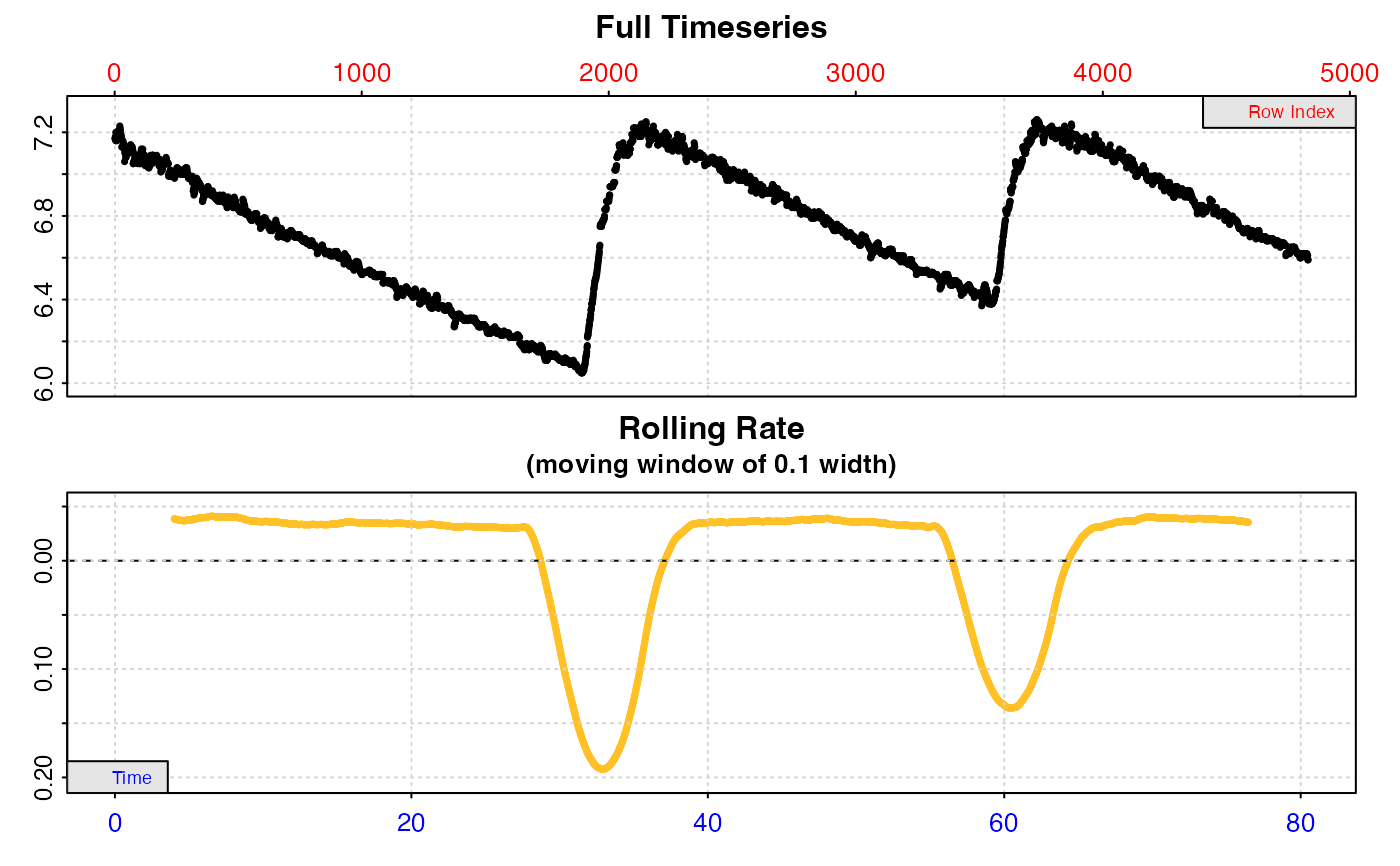 Full Timeseries
0 1000 2000 3000 4000 5000
Row Index
7.2
6.8
6.4
6.0
Rolling Rate
(moving window of 0.1 width)
0.00
0.10
0.20
Time
0 20 40 60 80